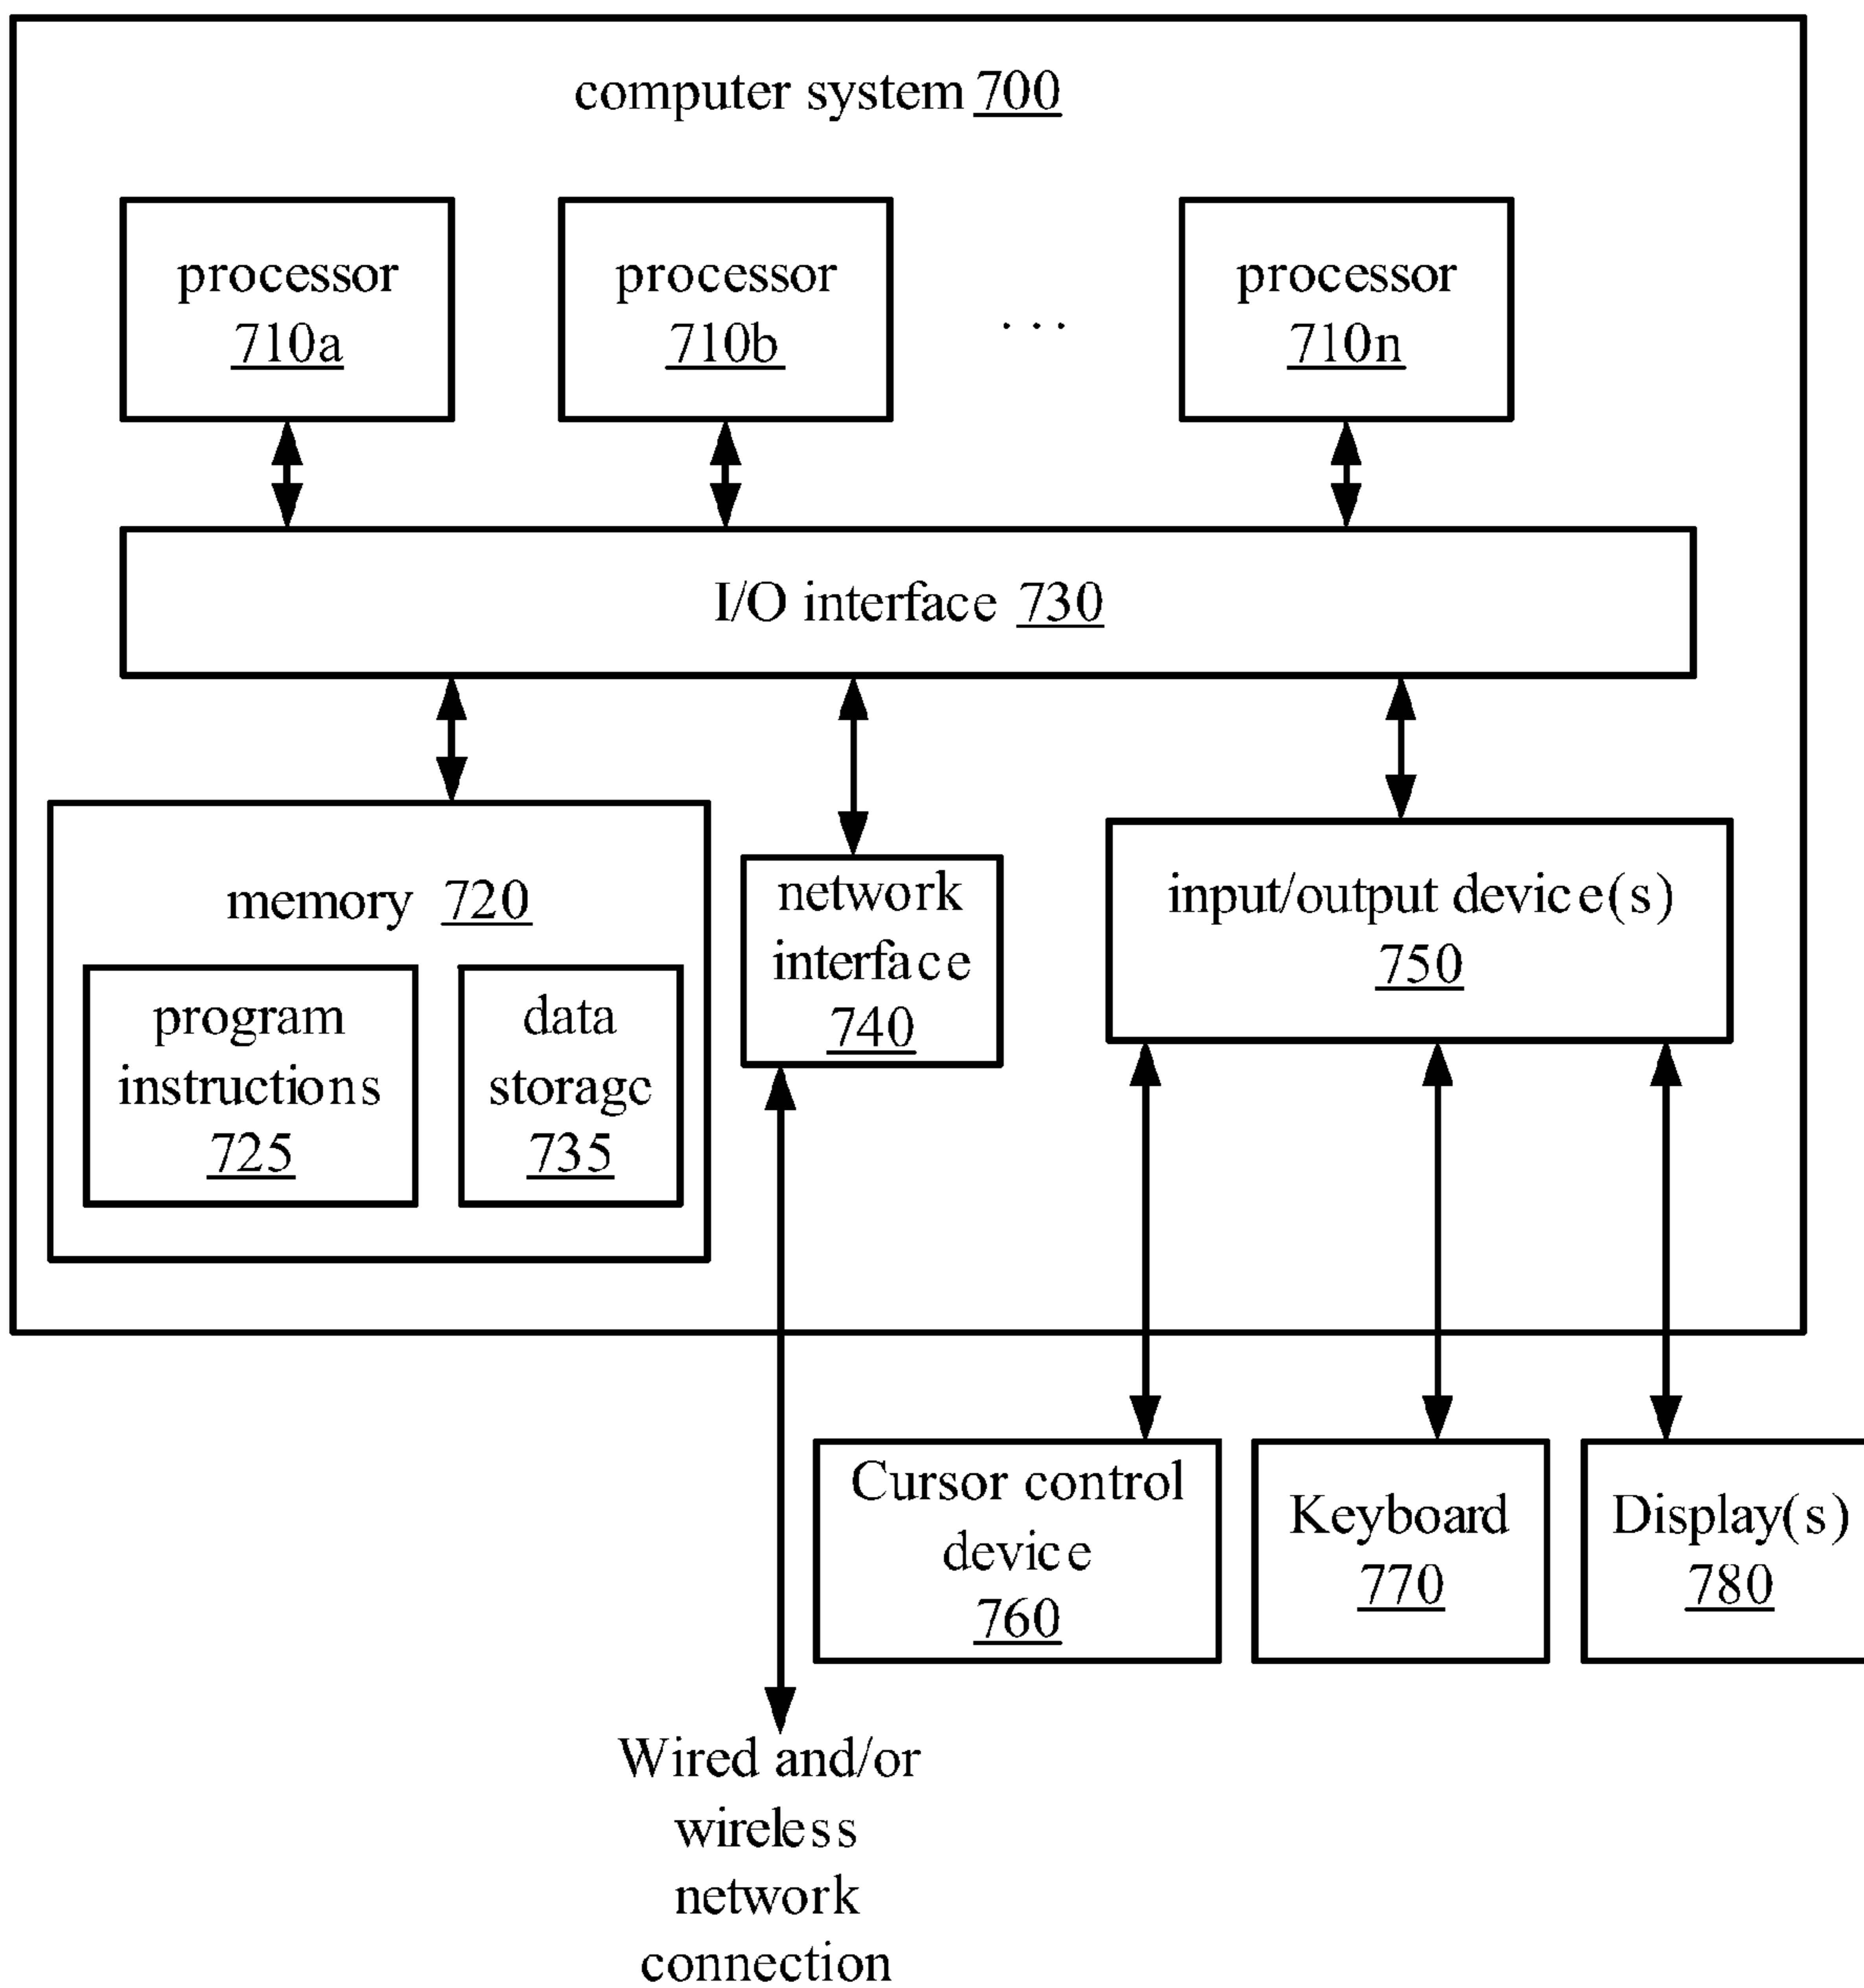 computer system 700
processor
710a
processor
710b
. . .
processor
710n
I/O interface 730
memory 720
program
instructions
725
data
storage
735
network
interface
740
input/output device(s)
750
Cursor control
device
760
Keyboard
770
Display(s)
780
Wired and/or
wireless
network
connection